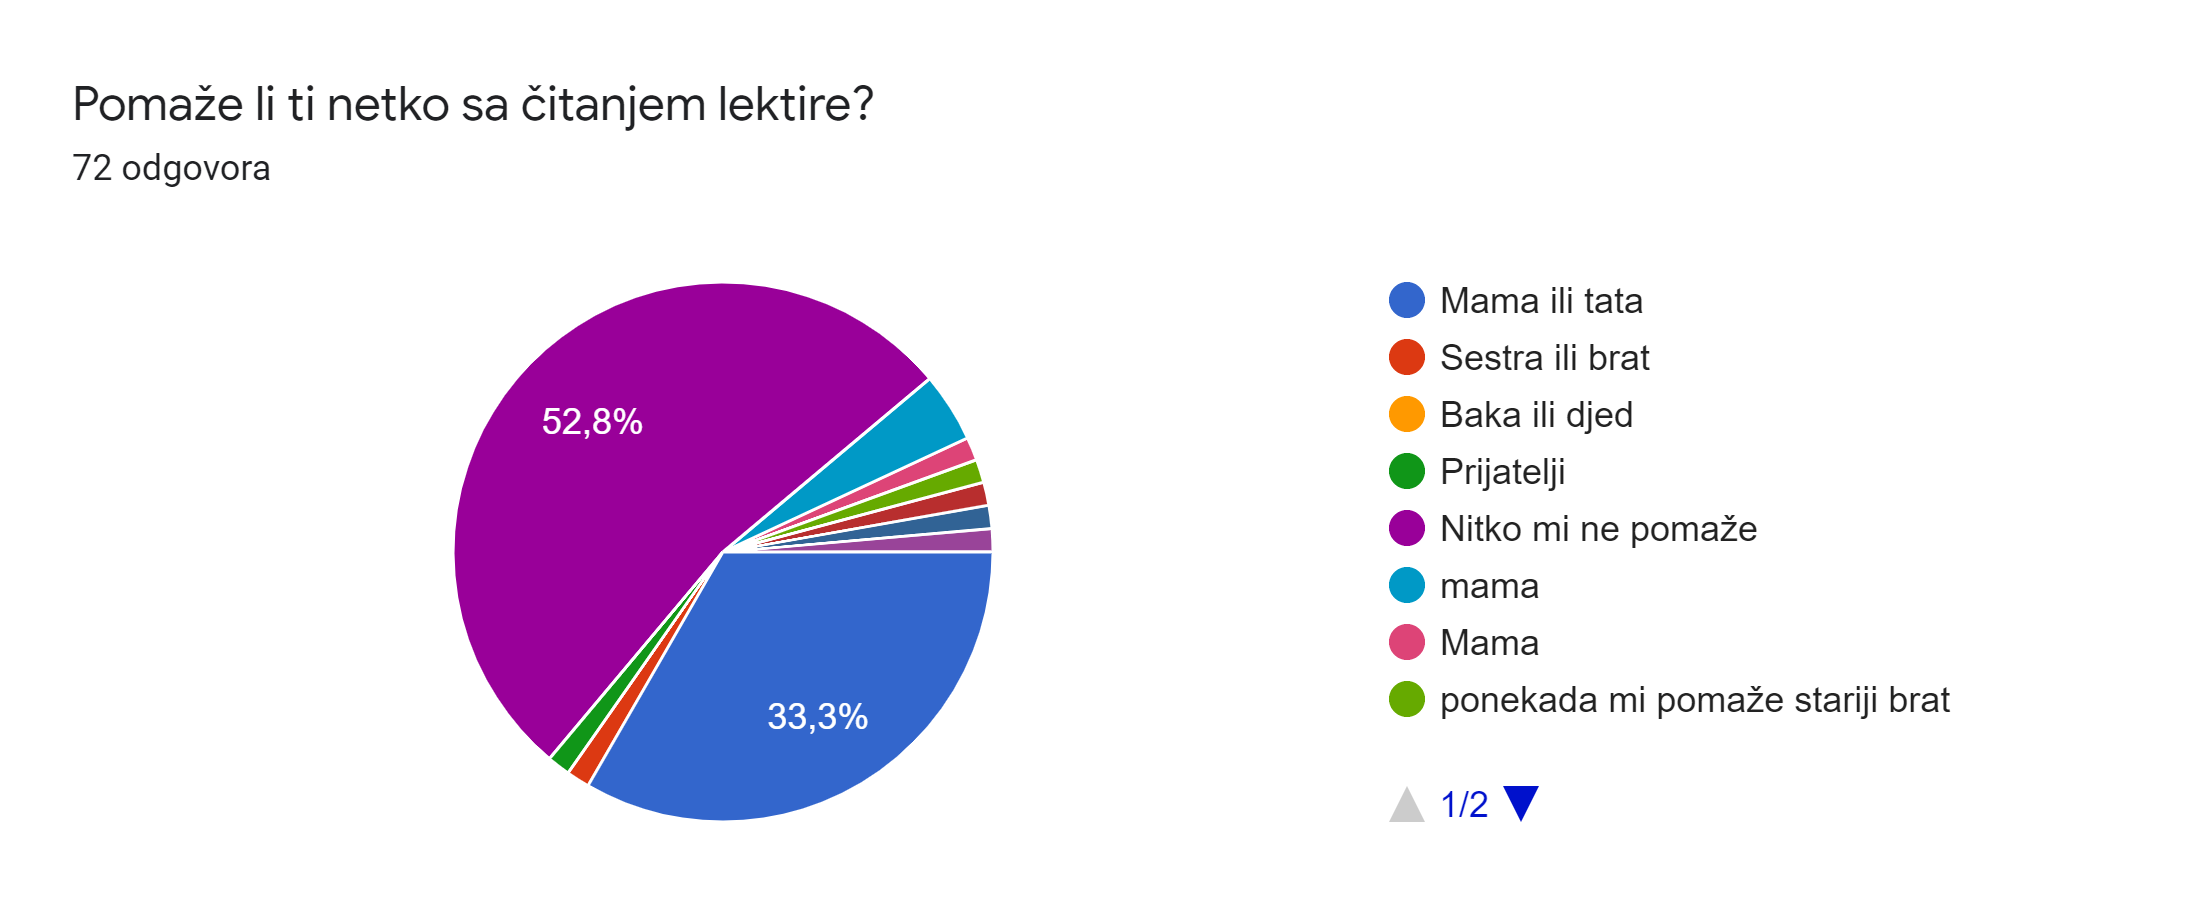 Pomaže li ti netko sa čitanjem lektire?
72 odgovora
52,8%
33,3%
Mama ili tata
Sestra ili brat
Baka ili djed
Prijatelji
Nitko mi ne pomaže
mama
Mama
ponekada mi pomaže stariji brat
1/2